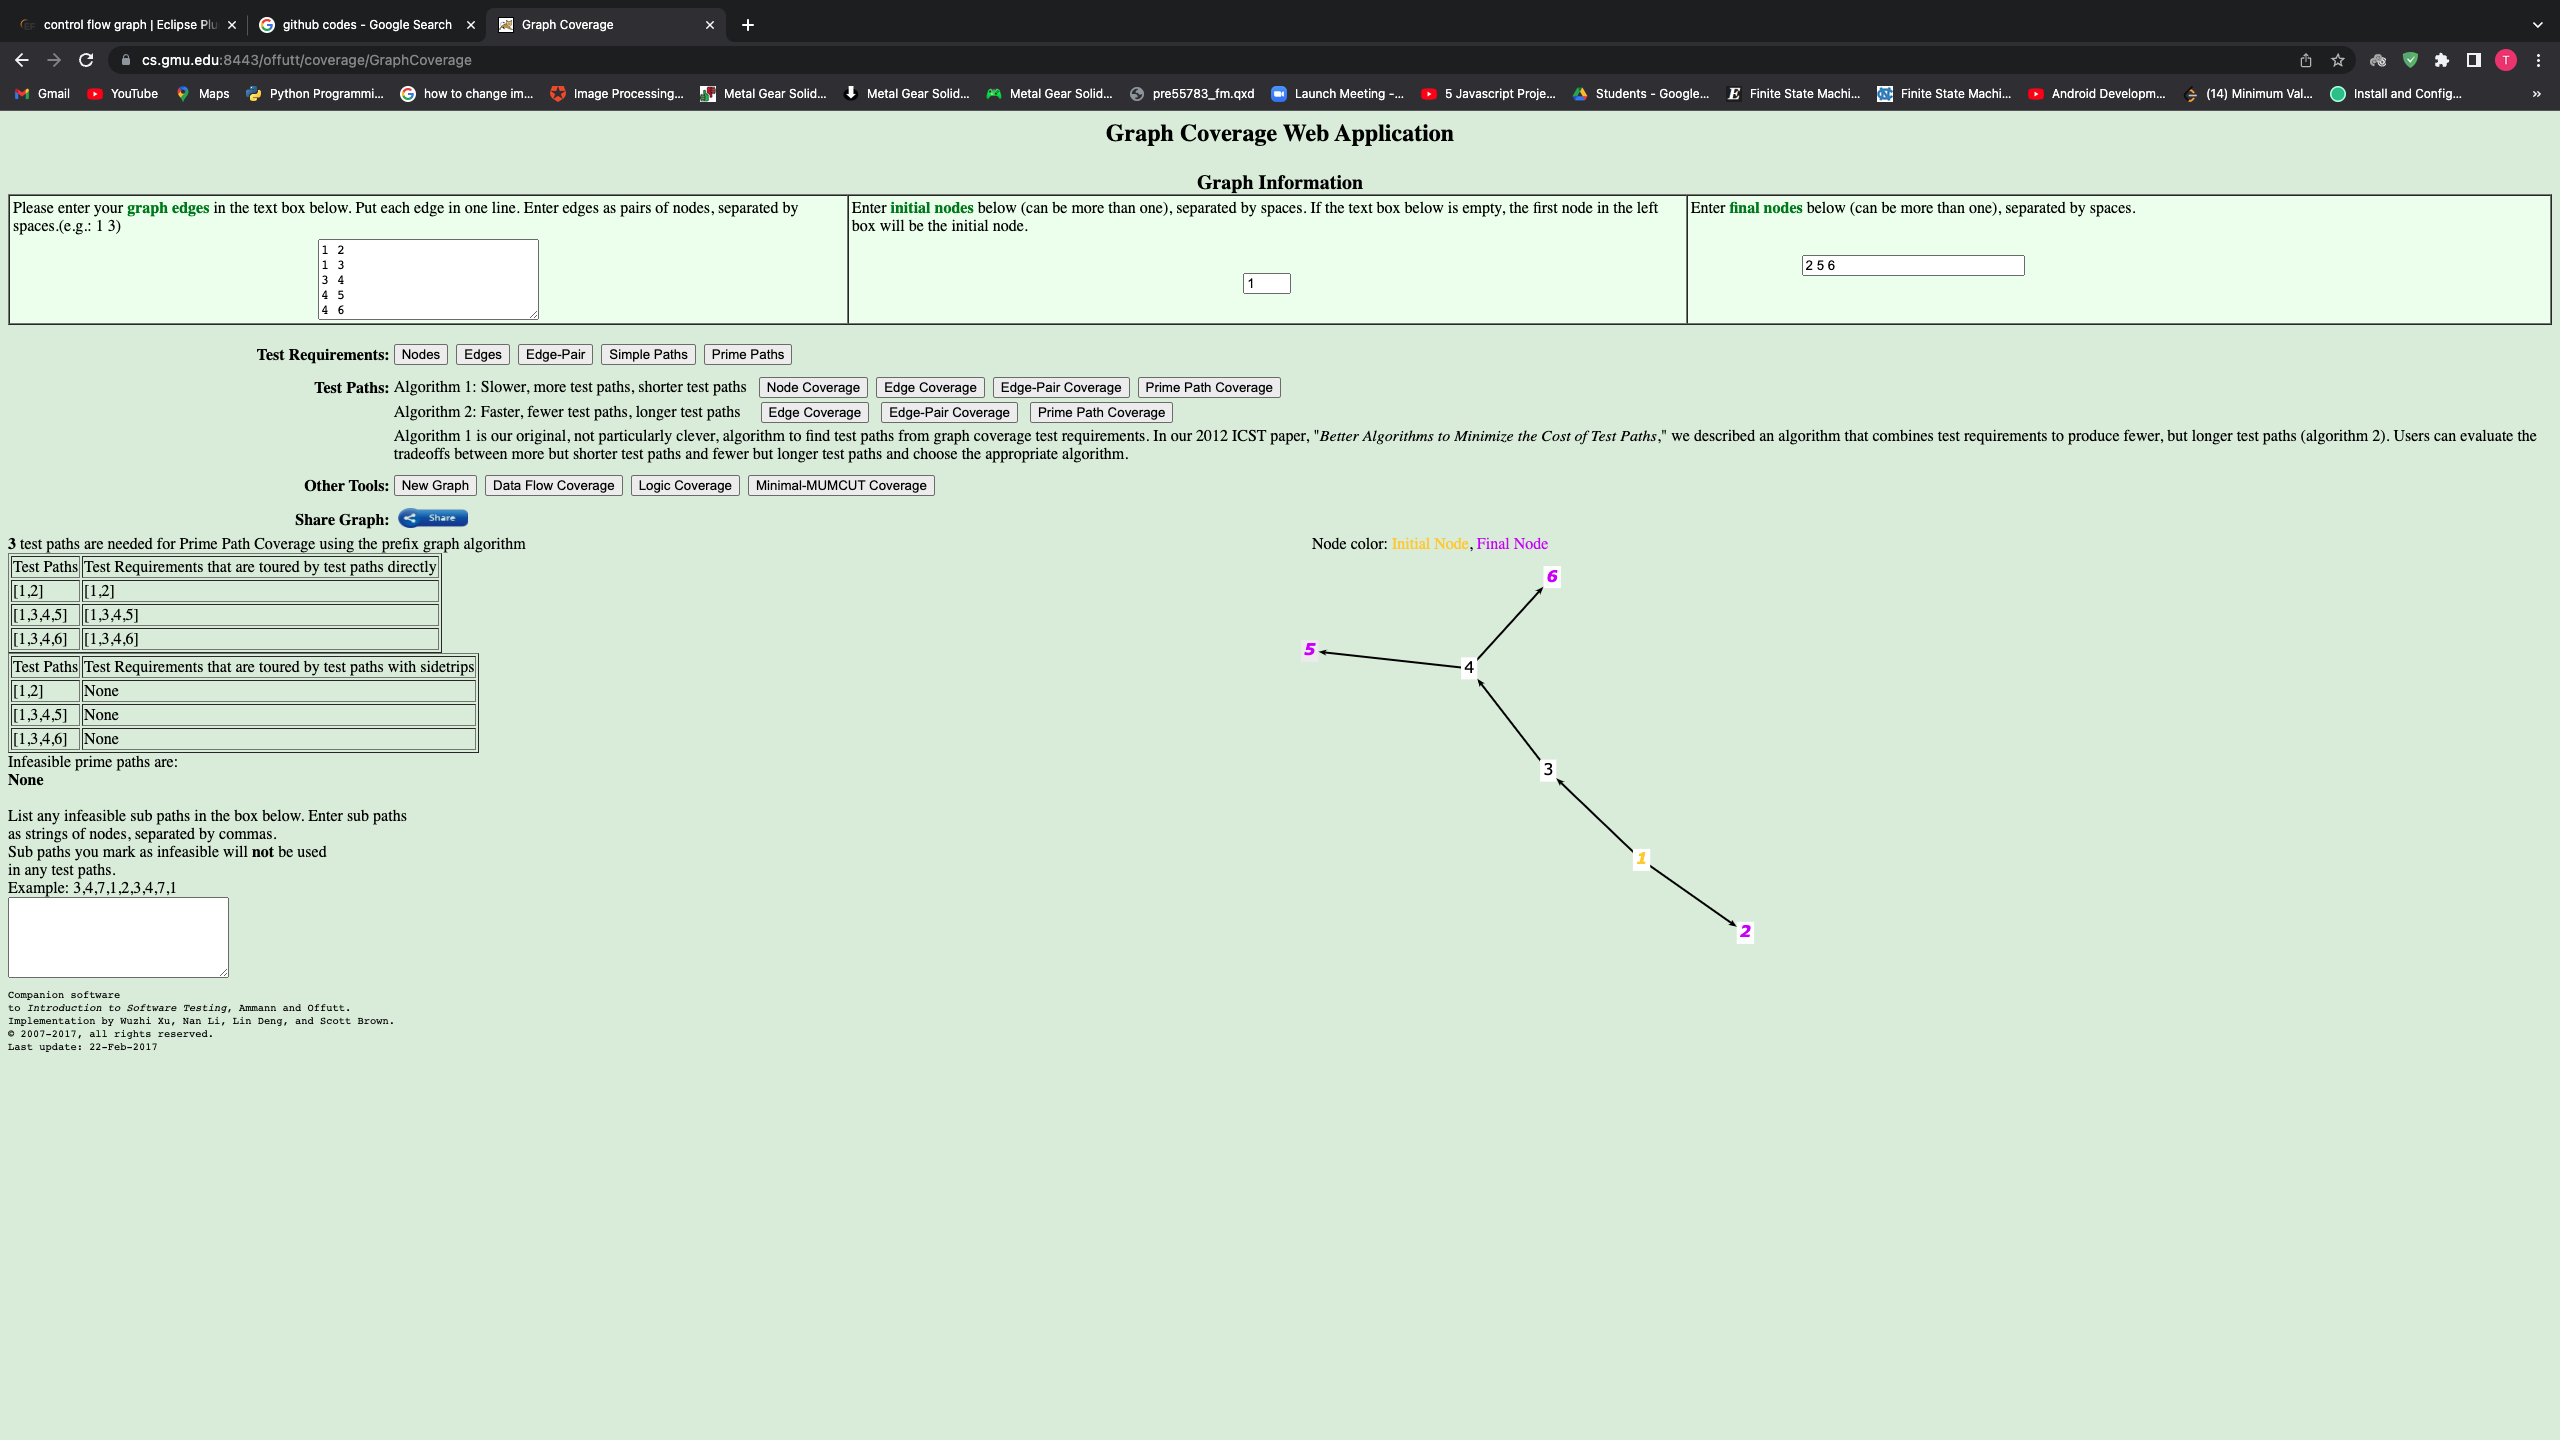 control flow graph | Eclipse Plu
github codes - Google Search
Graph Coverage
cs.gmu.edu:8443/offutt/coverage/GraphCoverage
T
Gmail
YouTube
Maps
Python Programmi...
how to change im...
Image Processing...
Metal Gear Solid...
Metal Gear Solid...
Metal Gear Solid...
pre55783_fm.qxd
Launch Meeting -...
5 Javascript Proje...
Students - Google...
Finite State Machi...
Finite State Machi...
Android Developm...
(14) Minimum Val...
Install and Config...
Graph Coverage Web Application
Graph Information
Please enter your graph edges in the text box below. Put each edge in one line. Enter edges as pairs of nodes, separated by
spaces.(e.g.: 1 3)
1 2
1 3
3 4
4 5
4 6
Enter initial nodes below (can be more than one), separated by spaces. If the text box below is empty, the first node in the left
box will be the initial node.
1
Enter final nodes below (can be more than one), separated by spaces.
2 5 6
Test Requirements: Nodes Edges Edge-Pair Simple Paths Prime Paths
Test Paths: Algorithm 1: Slower, more test paths, shorter test paths Node Coverage Edge Coverage Edge-Pair Coverage Prime Path Coverage
Algorithm 2: Faster, fewer test paths, longer test paths Edge Coverage Edge-Pair Coverage Prime Path Coverage
Algorithm 1 is our original, not particularly clever, algorithm to find test paths from graph coverage test requirements. In our 2012 ICST paper, "Better Algorithms to Minimize the Cost of Test Paths," we described an algorithm that combines test requirements to produce fewer, but longer test paths (algorithm 2). Users can evaluate the
tradeoffs between more but shorter test paths and fewer but longer test paths and choose the appropriate algorithm.
Other Tools: New Graph Data Flow Coverage Logic Coverage Minimal-MUMCUT Coverage
Share Graph: Share
3 test paths are needed for Prime Path Coverage using the prefix graph algorithm
Test Paths Test Requirements that are toured by test paths directly
[1,2] [1,2]
[1,3,4,5] [1,3,4,5]
[1,3,4,6] [1,3,4,6]
Test Paths Test Requirements that are toured by test paths with sidetrips
[1,2] None
[1,3,4,5] None
[1,3,4,6] None
Infeasible prime paths are:
None
List any infeasible sub paths in the box below. Enter sub paths
as strings of nodes, separated by commas.
Sub paths you mark as infeasible will not be used
in any test paths.
Example: 3,4,7,1,2,3,4,7,1
Companion software
to Introduction to Software Testing, Ammann and Offutt.
Implementation by Wuzhi Xu, Nan Li, Lin Deng, and Scott Brown.
© 2007-2017, all rights reserved.
Last update: 22-Feb-2017
Node color: Initial Node, Final Node
6
5
4
3
1
2